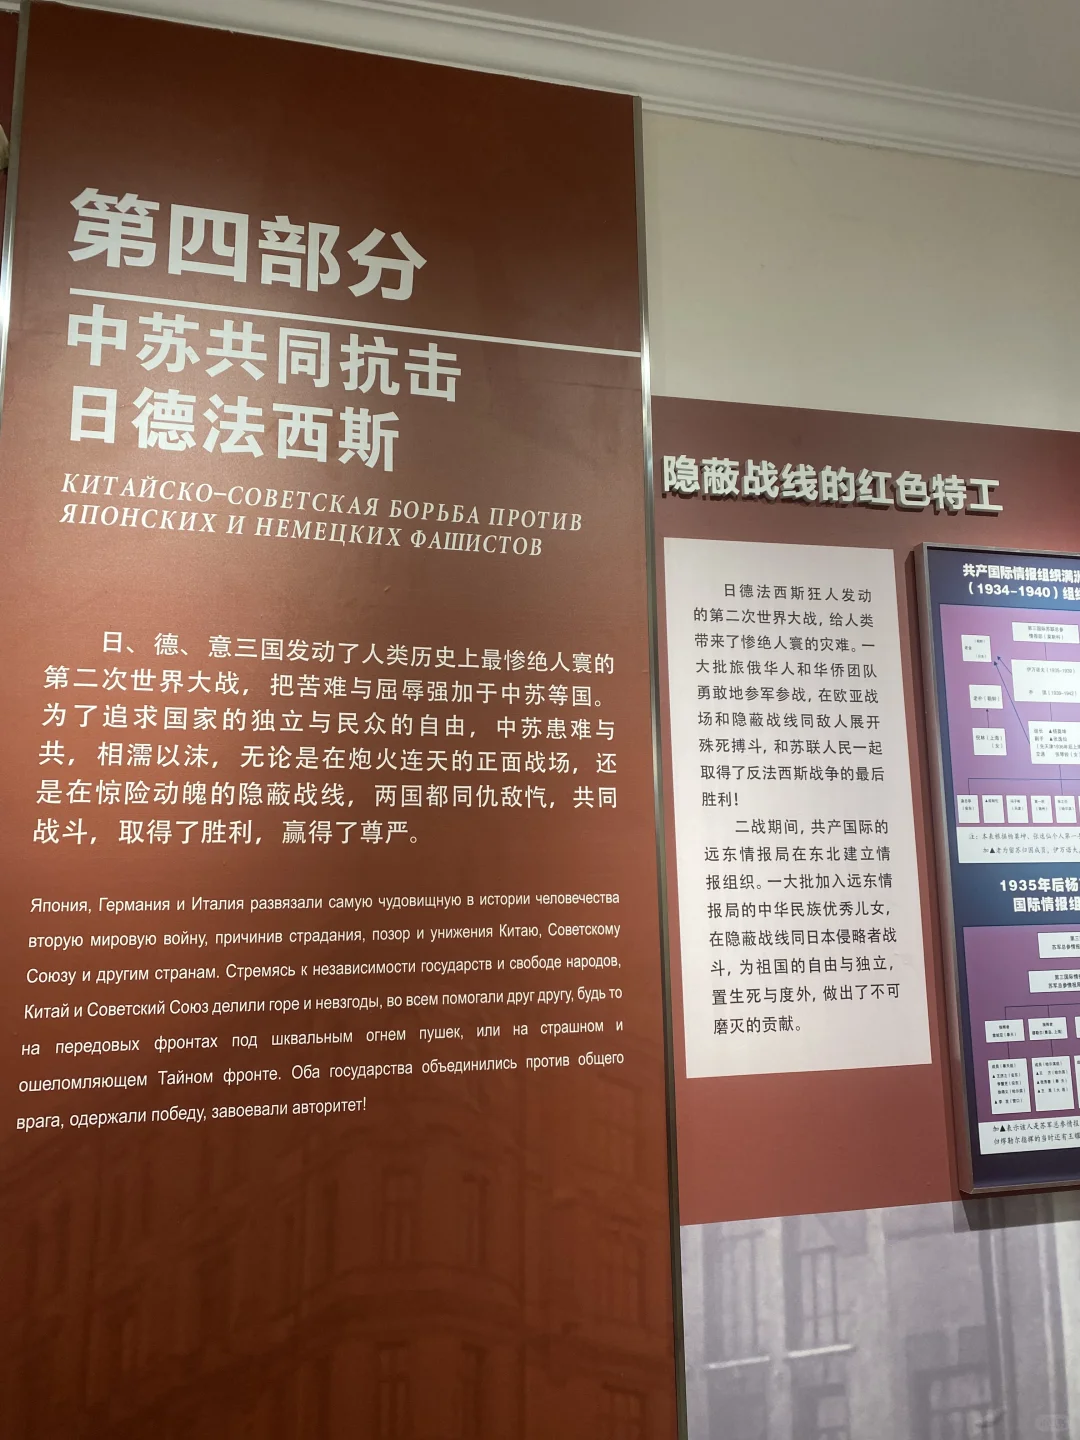 第四部分
中苏共同抗击
日德法西斯
КИТАЙСКО-СОВЕТСКАЯ БОРЬБА ПРОТИВ
ЯПОНСКИХ И НЕМЕЦКИХ ФАШИСТОВ
日、德、意三国发动了人类历史上最惨绝人寰的
第二次世界大战，把苦难与屈辱强加于中苏等国。
为了追求国家的独立与民众的自由，中苏患难与
共，相濡以沫，无论是在炮火连天的正面战场，还
是在惊险动魄的隐蔽战线，两国都同仇敌忾，共同
战斗，取得了胜利，赢得了尊严。
Япония, Германия и Италия развязали самую чудовищную в истории человечества
вторую мировую войну, причинив страдания, позор и унижения Китаю, Советскому
Союзу и другим странам. Стремясь к независимости государств и свободе народов,
Китай и Советский Союз делили горе и невзгоды, во всем помогали друг другу, будь то
на передовых фронтах под шквальным огнем пушек, или на страшном и
ошеломляющем Тайном фронте. Оба государства объединились против общего
врага, одержали победу, завоевали авторитет!
隐蔽战线的红色特工
日德法西斯狂人发动
的第二次世界大战，给人类
带来了惨绝人寰的灾难。一
大批旅俄华人和华侨团队
勇敢地参军参战，在欧亚战
场和隐蔽战线同敌人展开
殊死搏斗，和苏联人民一起
取得了反法西斯战争的最后
胜利！
二战期间，共产国际的
远东情报局在东北建立情
报组织。一大批加入远东情
报局的中华民族优秀儿女，
在隐蔽战线同日本侵略者战
斗，为祖国的自由与独立，
置生死与度外，做出了不可
磨灭的贡献。
共产国际情报组织满洲
（1934-1940）组织
1935年后杨
国际情报组